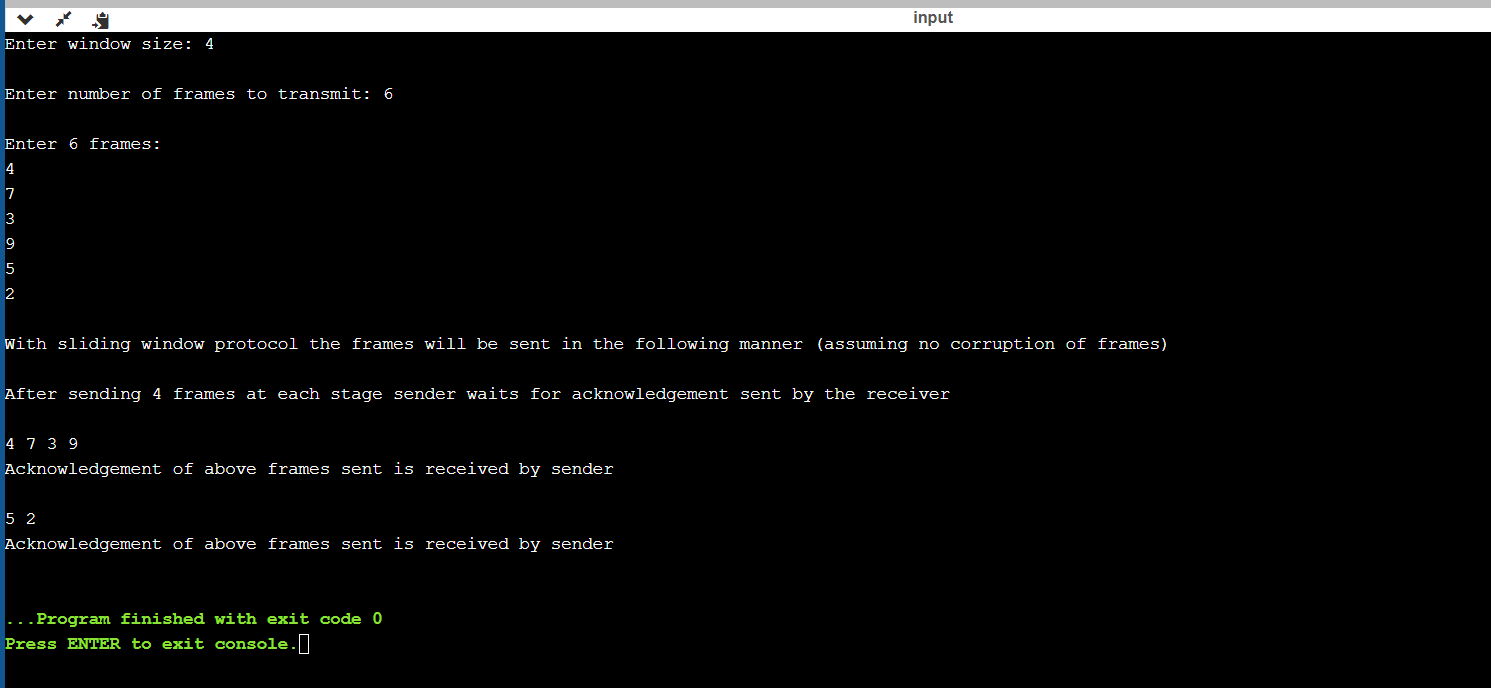 input
Enter window size: 4
Enter number of frames to transmit: 6
Enter 6 frames:
4
7
3
9
5
2
With sliding window protocol the frames will be sent in the following manner (assuming no corruption of frames)
After sending 4 frames at each stage sender waits for acknowledgement sent by the receiver
4 7 3 9
Acknowledgement of above frames sent is received by sender
5 2
Acknowledgement of above frames sent is received by sender
...Program finished with exit code 0
Press ENTER to exit console.